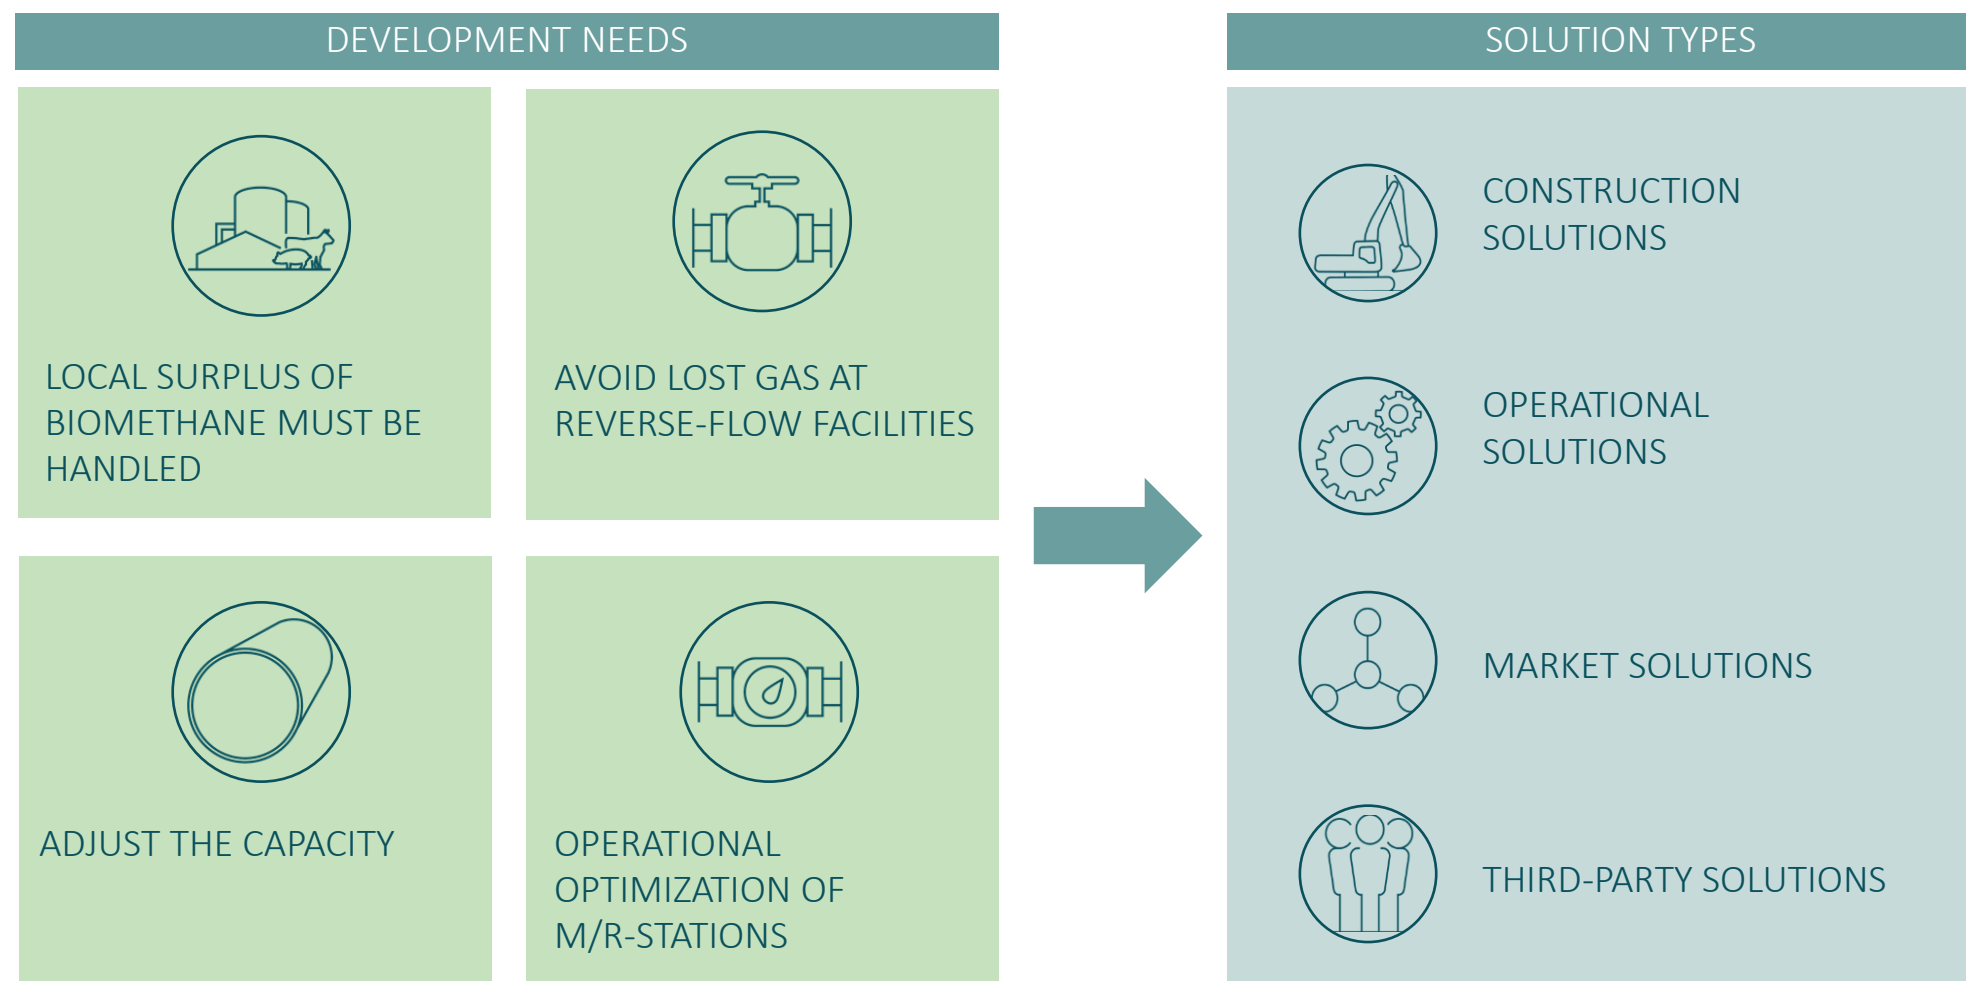 DEVELOPMENT NEEDS
LOCAL SURPLUS OF
BIOMETHANE MUST BE
HANDLED
AVOID LOST GAS AT
REVERSE-FLOW FACILITIES
ADJUST THE CAPACITY
OPERATIONAL
OPTIMIZATION OF
M/R-STATIONS
SOLUTION TYPES
CONSTRUCTION
SOLUTIONS
OPERATIONAL
SOLUTIONS
MARKET SOLUTIONS
THIRD-PARTY SOLUTIONS